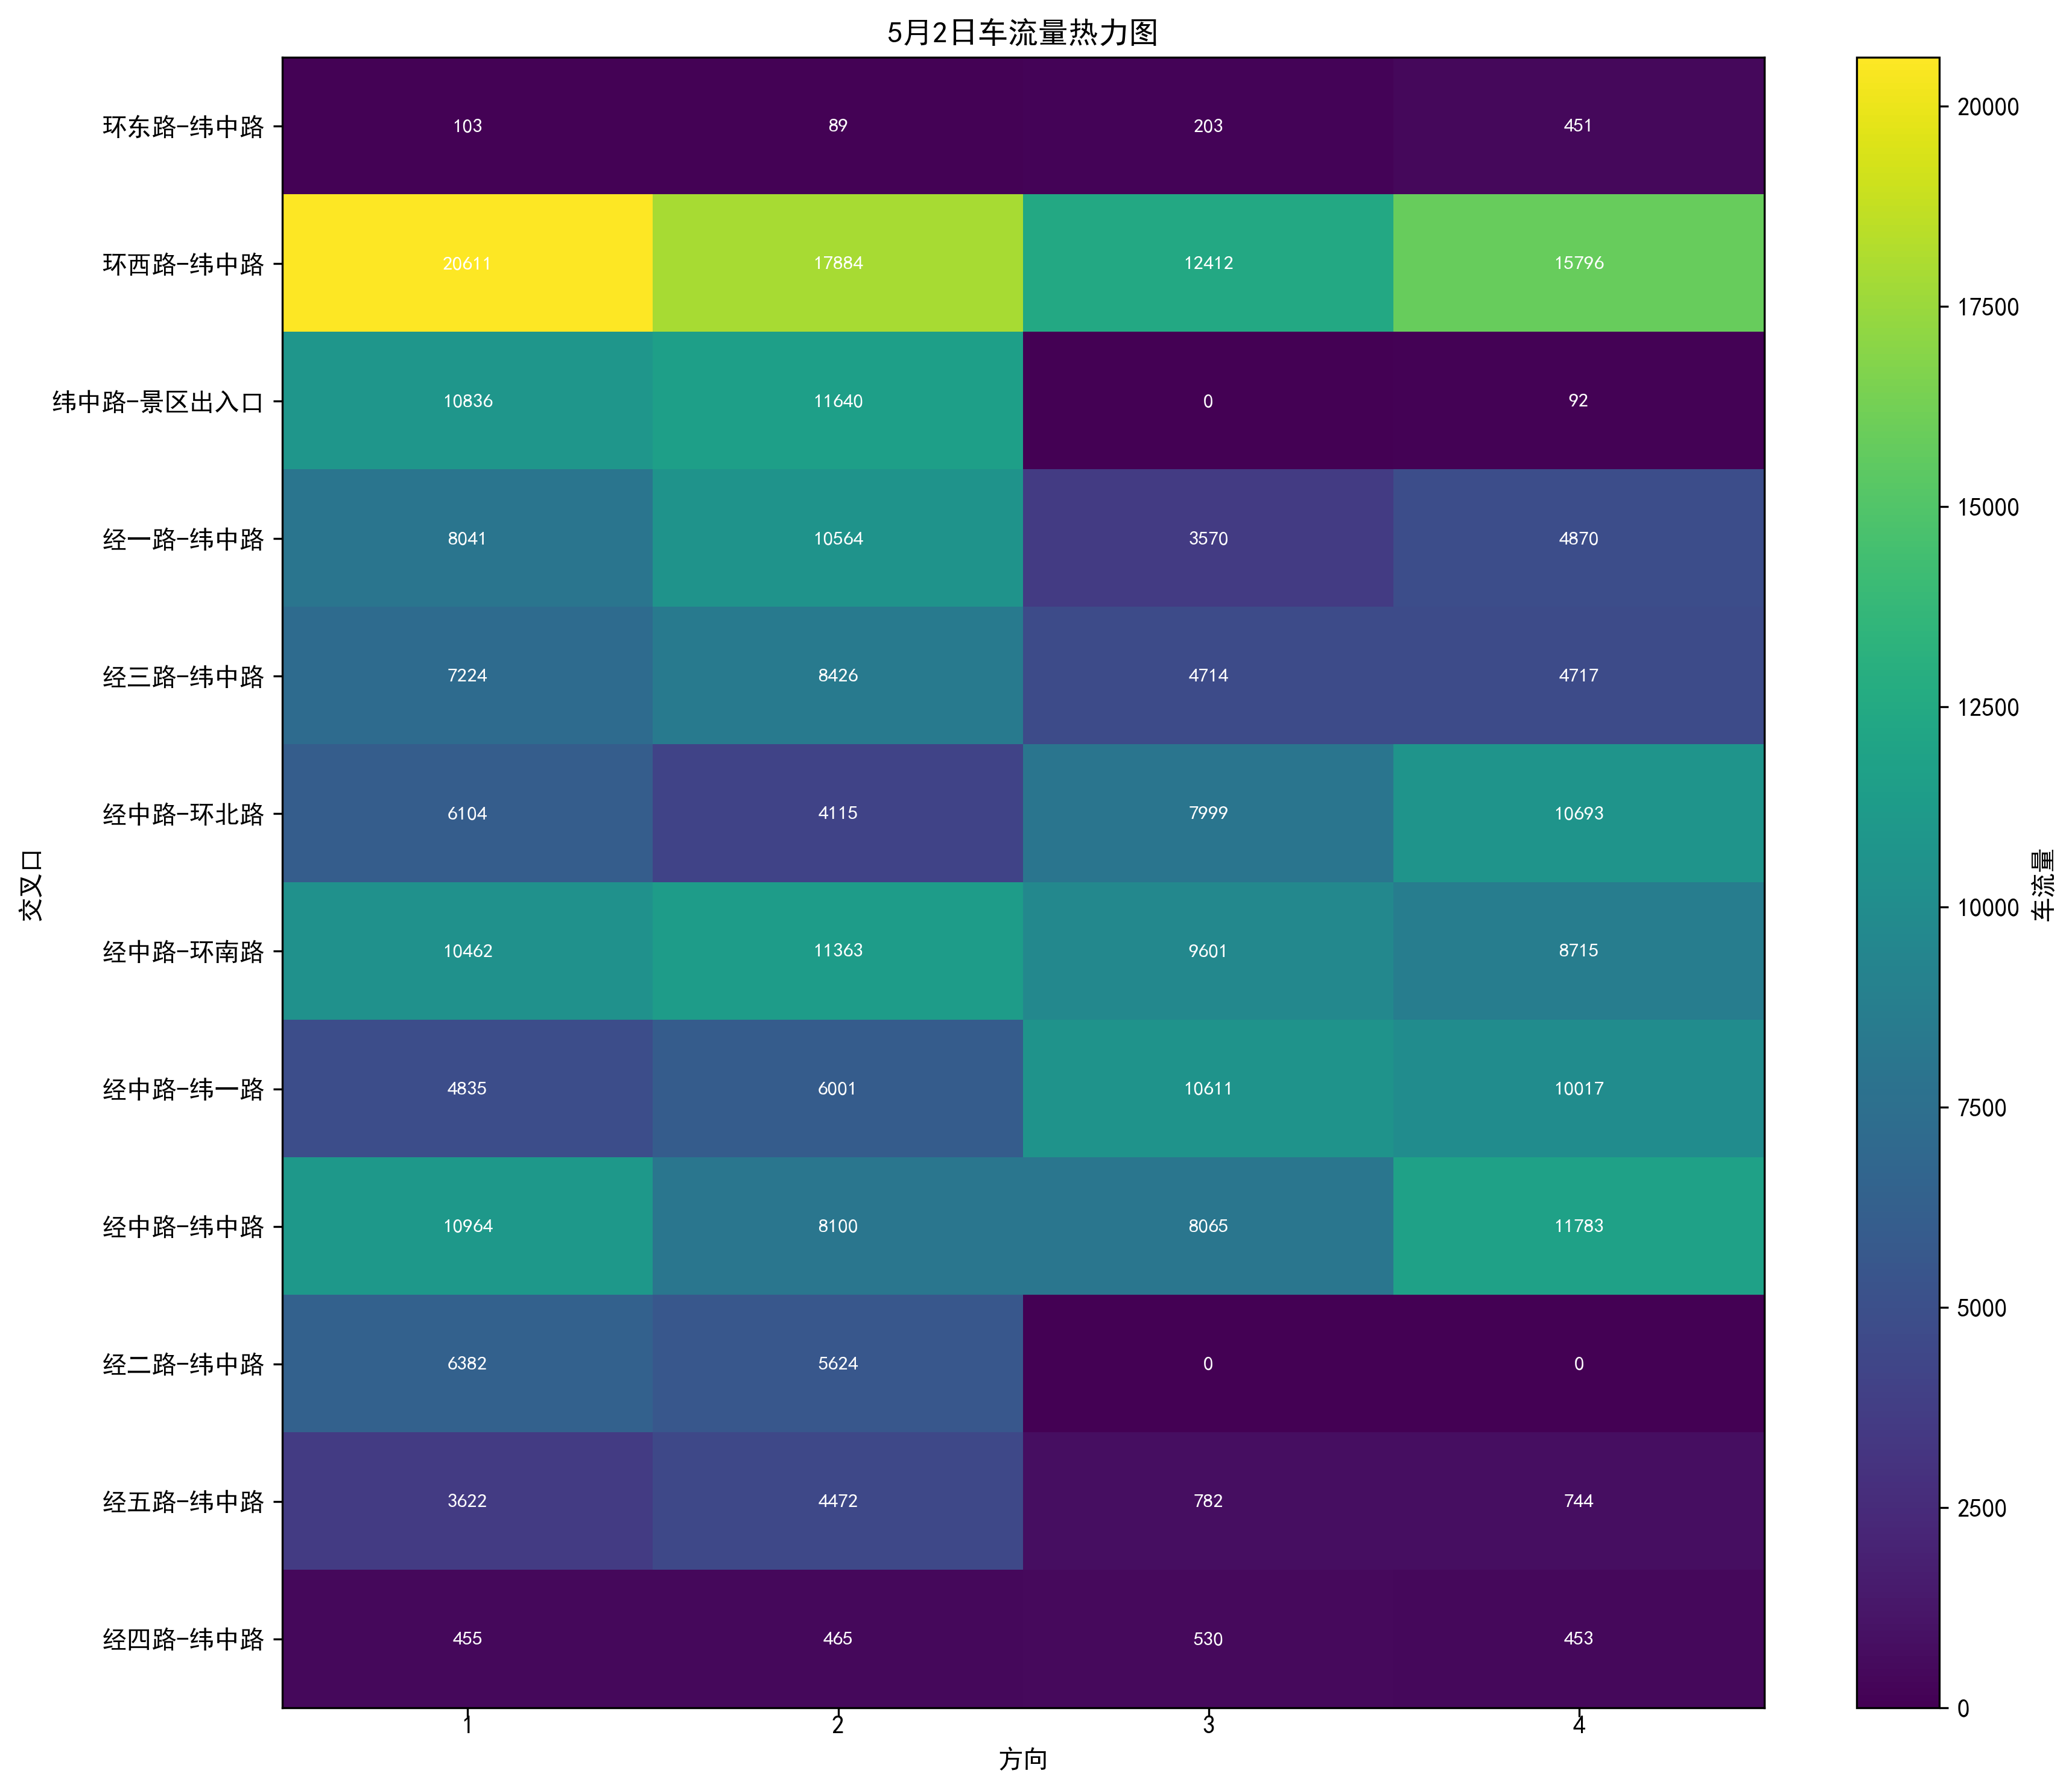 5月2日车流量热力图
环东路-纬中路 103 89 203 451
环西路-纬中路 20611 17884 12412 15796
纬中路-景区出入口 10836 11640 0 92
经一路-纬中路 8041 10564 3570 4870
经三路-纬中路 7224 8426 4714 4717
经中路-环北路 6104 4115 7999 10693
经中路-环南路 10462 11363 9601 8715
经中路-纬一路 4835 6001 10611 10017
经中路-纬中路 10964 8100 8065 11783
经二路-纬中路 6382 5624 0 0
经五路-纬中路 3622 4472 782 744
经四路-纬中路 455 465 530 453
1 2 3 4
方向
交叉口
20000
17500
15000
12500
10000
7500
5000
2500
0
车流量